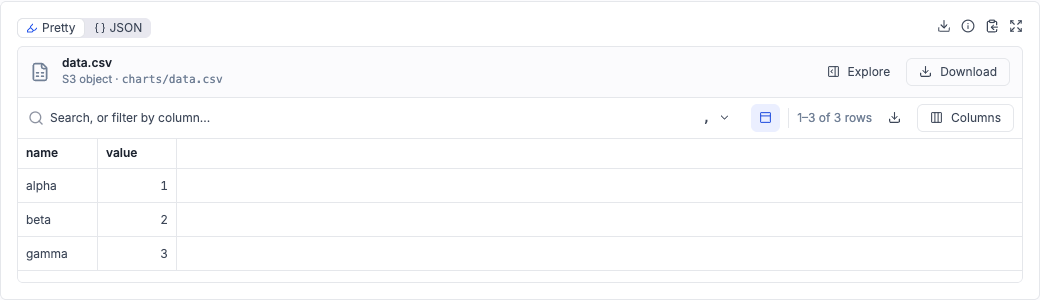 Pretty {} JSON
data.csv
S3 object · charts/data.csv
Explore Download
Search, or filter by column...
, 1–3 of 3 rows Columns
name value
alpha 1
beta 2
gamma 3